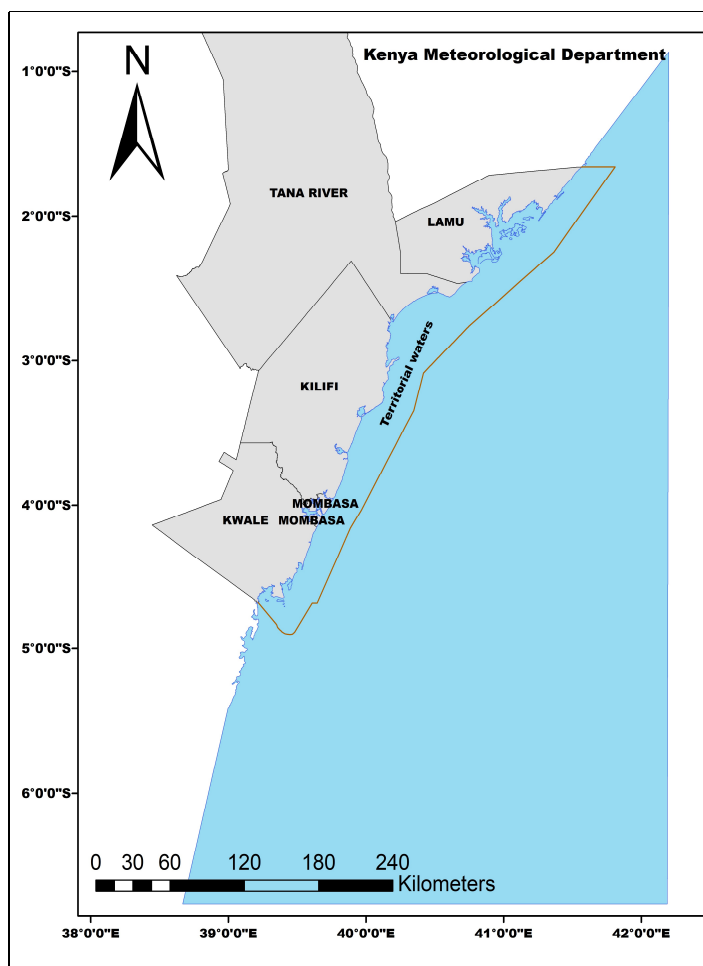 Kenya Meteorological Department
N
1°0'0"S
2°0'0"S
3°0'0"S
4°0'0"S
5°0'0"S
6°0'0"S
TANA RIVER
LAMU
Territorial waters
KILIFI
MOMBASA
KWALE
MOMBASA
0 30 60 120 180 240
Kilometers
38°0'0"E 39°0'0"E 40°0'0"E 41°0'0"E 42°0'0"E